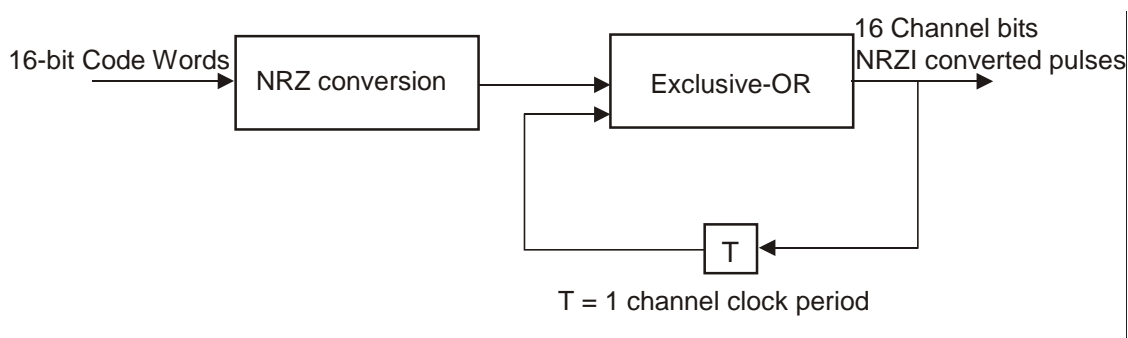 16 Channel bits
16-bit Code Words
NRZI converted pulses
NRZ conversion
Exclusive-OR
T
T = 1 channel clock period